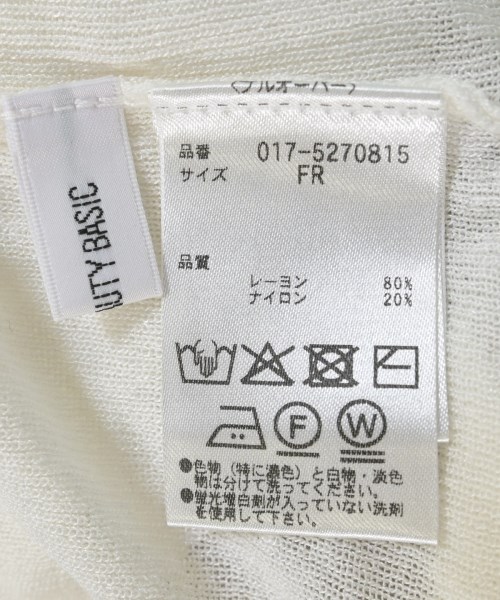 〈プルオーバー〉
品番 017-5270815
サイズ FR
品質
レーヨン 80%
ナイロン 20%
F W
●色物(特に濃色)と白物・淡色
物は分けて洗ってください。
●蛍光増白剤が入っていない洗剤
を使用して下さい。
UTY BASIC